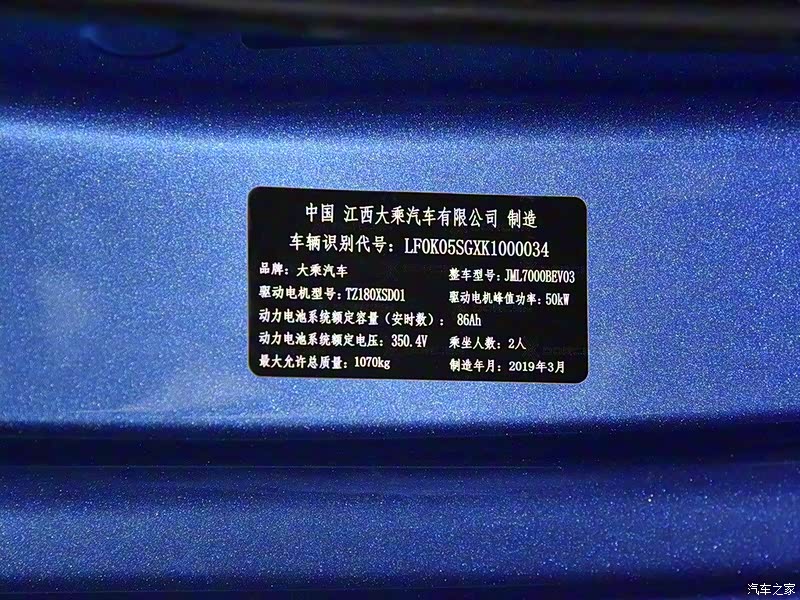 中国 江西大乘汽车有限公司 制造
车辆识别代号：LF0K05SGXK1000034
品牌：大乘汽车 整车型号：JML7000BEV03
驱动电机型号：TZ180XSD01 驱动电机峰值功率：50kW
动力电池系统额定容量（安时数）：86Ah
动力电池系统额定电压：350.4V 乘坐人数：2人
最大允许总质量：1070kg 制造年月：2019年3月
汽车之家